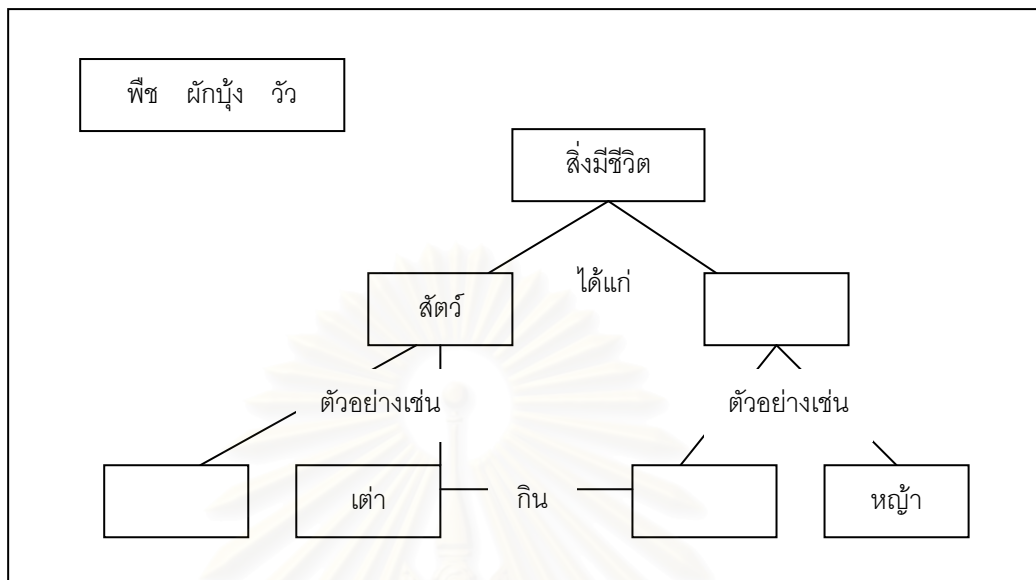 พืช ผักบุ้ง วัว
สิ่งมีชีวิต
ได้แก่
สัตว์
ตัวอย่างเช่น ตัวอย่างเช่น
เต่า กิน หญ้า